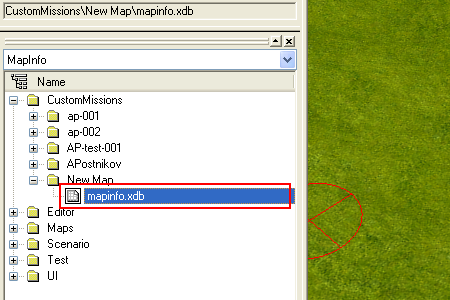 CustomMissions\New Map\mapinfo.xdb
MapInfo
Name
CustomMissions
ap-001
ap-002
AP-test-001
APostnikov
New Map
mapinfo.xdb
Editor
Maps
Scenario
Test
UI